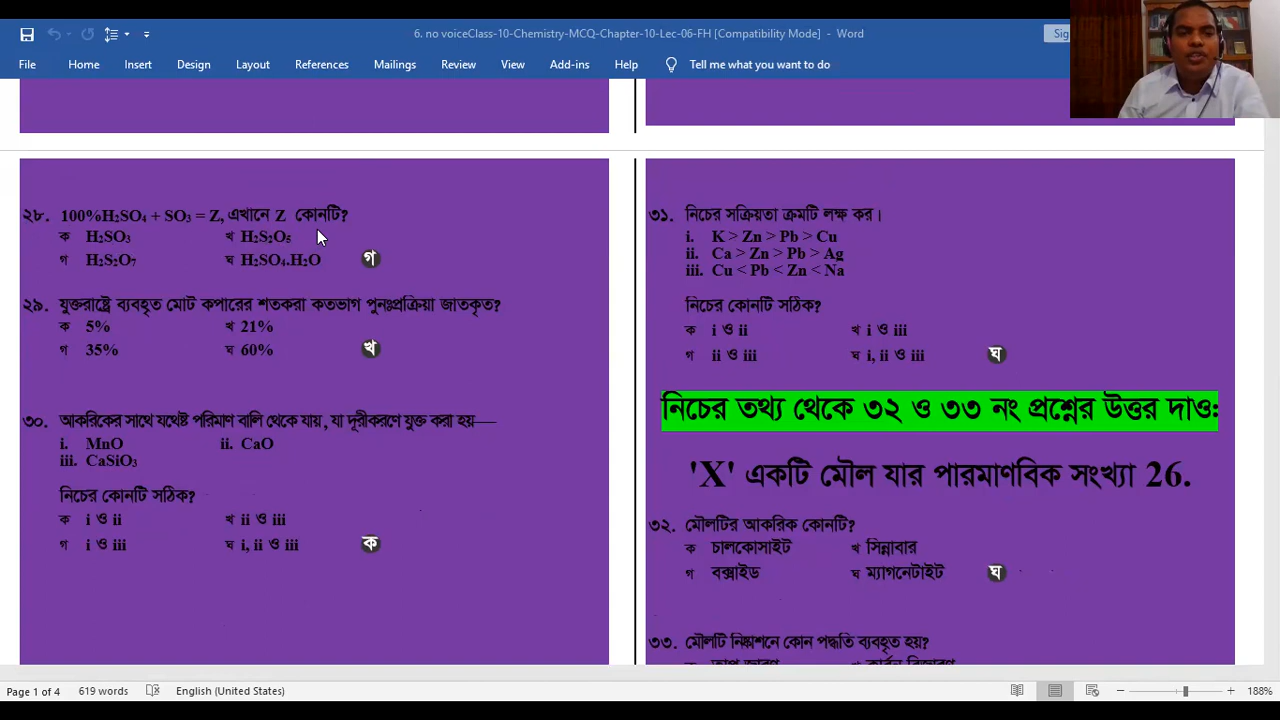 6. no voiceClass-10-Chemistry-MCQ-Chapter-10-Lec-06-FH [Compatibility Mode] - Word
File Home Insert Design Layout References Mailings Review View Add-ins Help Tell me what you want to do
২৮. 100%H₂SO₄ + SO₃ = Z, এখানে Z কোনটি?
ক H₂SO₃ খ H₂S₂O₅
গ H₂S₂O₇ ঘ H₂SO₄.H₂O গ
২৯. যুক্তরাষ্ট্রে ব্যবহৃত মোট কপারের শতকরা কতভাগ পুনঃপ্রক্রিয়া জাতকৃত?
ক 5% খ 21%
গ 35% ঘ 60% খ
৩০. আকরিকের সাথে যথেষ্ট পরিমাণ বালি থেকে যায়, যা দূরীকরণে যুক্ত করা হয়—
i. MnO ii. CaO
iii. CaSiO₃
নিচের কোনটি সঠিক?
ক i ও ii খ ii ও iii
গ i ও iii ঘ i, ii ও iii ক
৩১. নিচের সক্রিয়তা ক্রমটি লক্ষ কর।
i. K > Zn > Pb > Cu
ii. Ca > Zn > Pb > Ag
iii. Cu < Pb < Zn < Na
নিচের কোনটি সঠিক?
ক i ও ii খ i ও iii
গ ii ও iii ঘ i, ii ও iii ঘ
নিচের তথ্য থেকে ৩২ ও ৩৩ নং প্রশ্নের উত্তর দাও:
'X' একটি মৌল যার পারমাণবিক সংখ্যা 26.
৩২. মৌলটির আকরিক কোনটি?
ক চালকোসাইট খ সিন্নাবার
গ বক্সাইড ঘ ম্যাগনেটাইট ঘ
৩৩. মৌলটি নিষ্কাশনে কোন পদ্ধতি ব্যবহৃত হয়?
Page 1 of 4 619 words English (United States) 188%